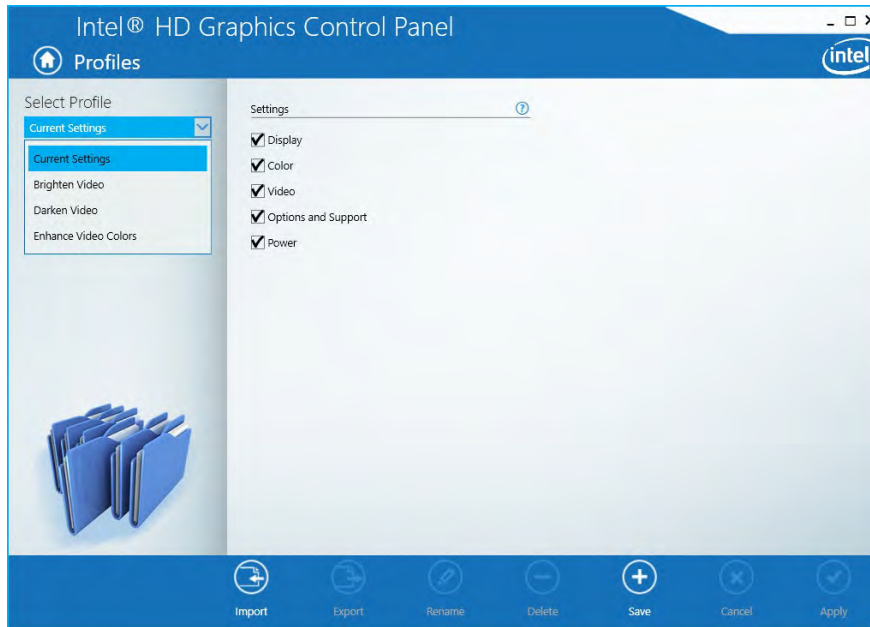 Intel® HD Graphics Control Panel
Profiles
intel
Select Profile
Current Settings
Current Settings
Brighten Video
Darken Video
Enhance Video Colors
Settings
?
Display
Color
Video
Options and Support
Power
Import
Export
Rename
Delete
Save
Cancel
Apply